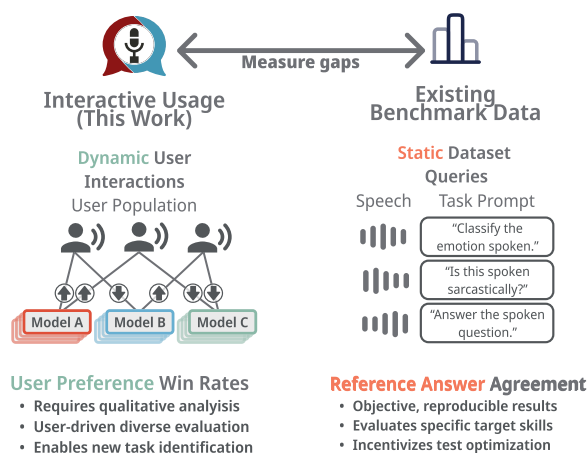 Measure gaps
Interactive Usage
(This Work)
Dynamic User
Interactions
User Population
Model A
Model B
Model C
User Preference Win Rates
• Requires qualitative analyisis
• User-driven diverse evaluation
• Enables new task identification
Existing
Benchmark Data
Static Dataset
Queries
Speech
Task Prompt
“Classify the
emotion spoken.”
“Is this spoken
sarcastically?”
“Answer the spoken
question.”
Reference Answer Agreement
• Objective, reproducible results
• Evaluates specific target skills
• Incentivizes test optimization